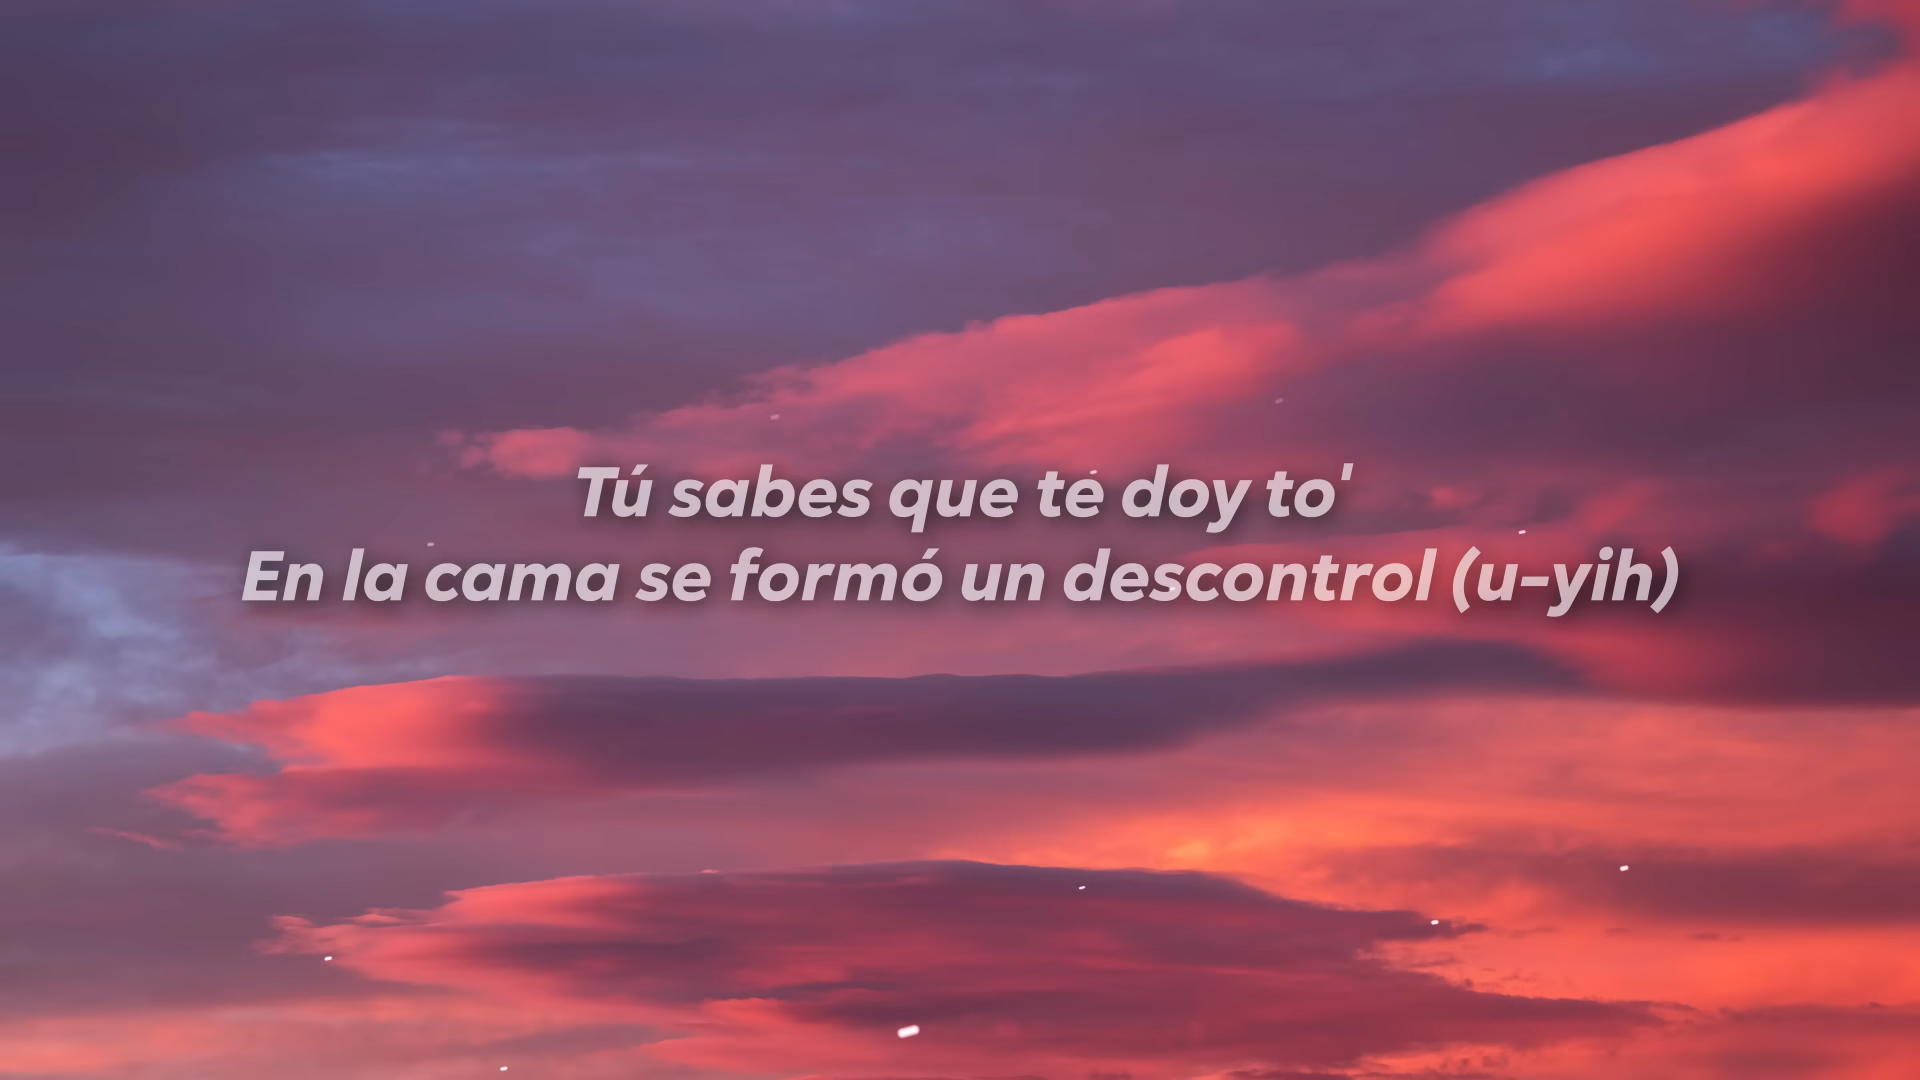 Tú sabes que te doy to'
En la cama se formó un descontrol (u-yih)